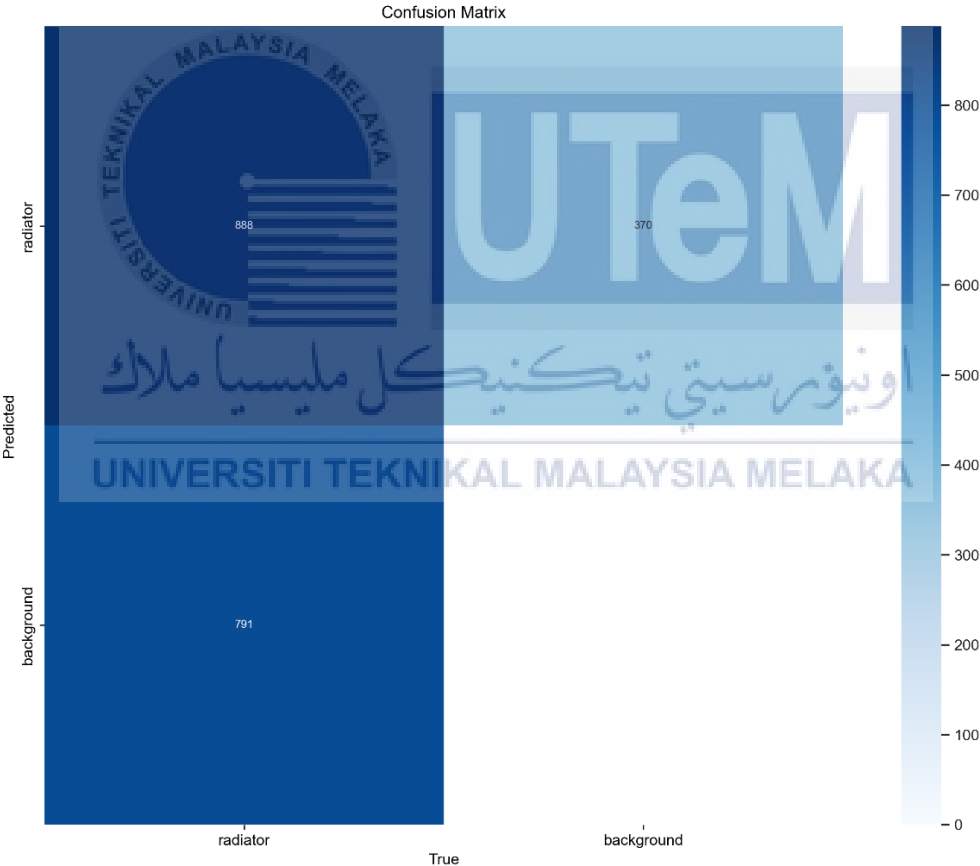 Confusion Matrix
UNIVERSITI TEKNIKAL MALAYSIA MELAKA
UTeM
radiator
888
370
اونيۏرسيتي تيكنيكل مليسيا ملاك
UNIVERSITI TEKNIKAL MALAYSIA MELAKA
Predicted
background
791
radiator
background
True
800
700
600
500
400
300
200
100
0